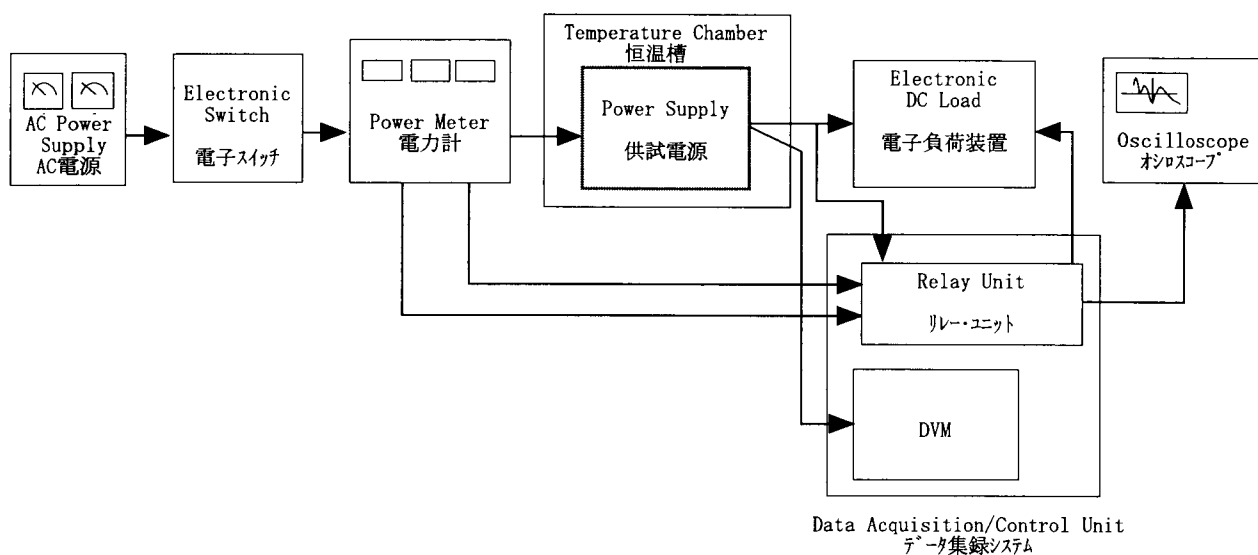 AC Power
Supply
AC電源
Electronic
Switch
電子スイッチ
Power Meter
電力計
Temperature Chamber
恒温槽
Power Supply
供試電源
Electronic
DC Load
電子負荷装置
Oscilloscope
オシロスコープ
Relay Unit
リレー・ユニット
DVM
Data Acquisition/Control Unit
データ集録システム